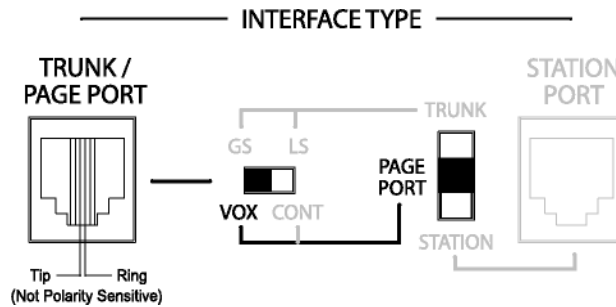 INTERFACE TYPE
TRUNK /
PAGE PORT
STATION
PORT
TRUNK
GS LS
PAGE
PORT
VOX CONT
STATION
Tip Ring
(Not Polarity Sensitive)